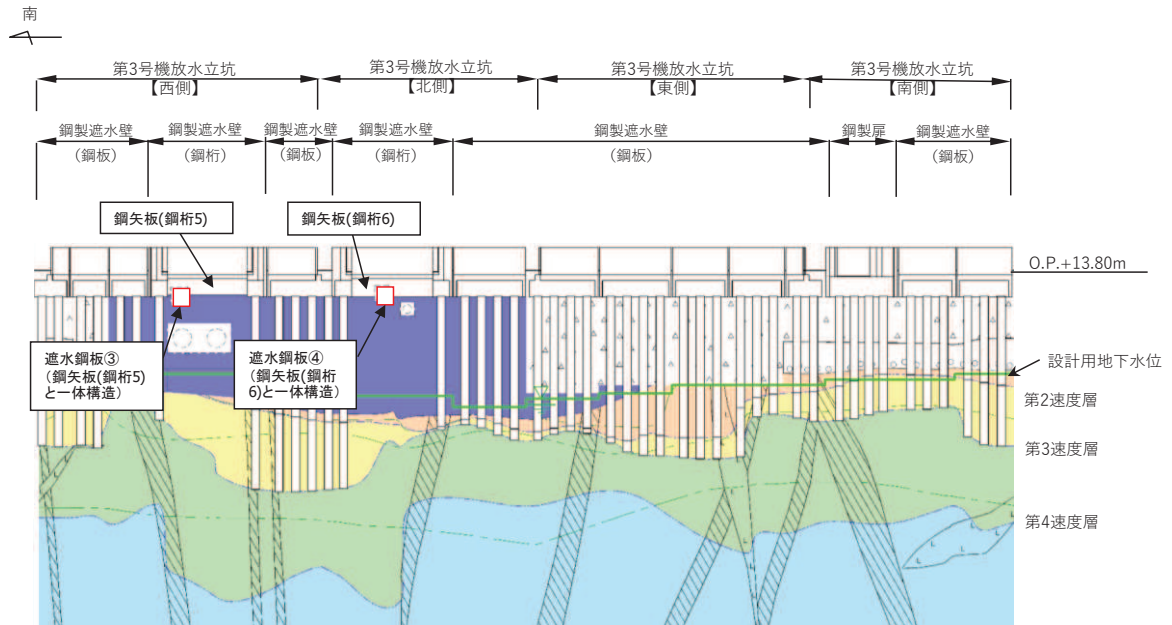 南
第3号機放水立坑
【西側】
第3号機放水立坑
【北側】
第3号機放水立坑
【東側】
第3号機放水立坑
【南側】
鋼製遮水壁
(鋼板)
鋼製遮水壁
(鋼桁)
鋼製遮水壁
(鋼板)
鋼製遮水壁
(鋼桁)
鋼製遮水壁
(鋼板)
鋼製扉
鋼製遮水壁
(鋼板)
鋼矢板(鋼桁5)
鋼矢板(鋼桁6)
O.P.+13.80m
遮水鋼板③
(鋼矢板(鋼桁5)
と一体構造)
遮水鋼板④
(鋼矢板(鋼桁
6)と一体構造)
設計用地下水位
第2速度層
第3速度層
第4速度層